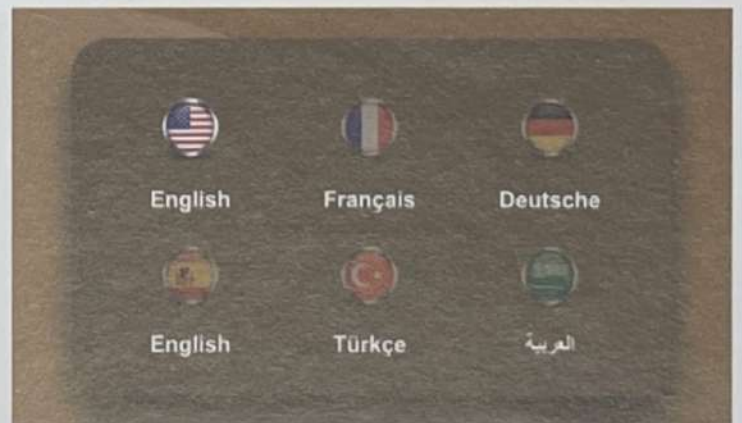 English Français Deutsche
English Türkçe العربية